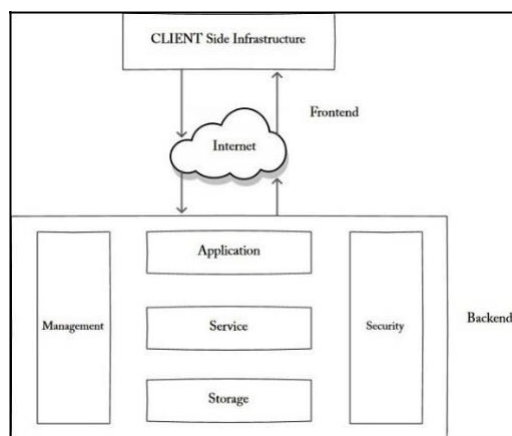 CLIENT Side Infrastructure
Frontend
Internet
Application
Management
Service
Security
Backend
Storage